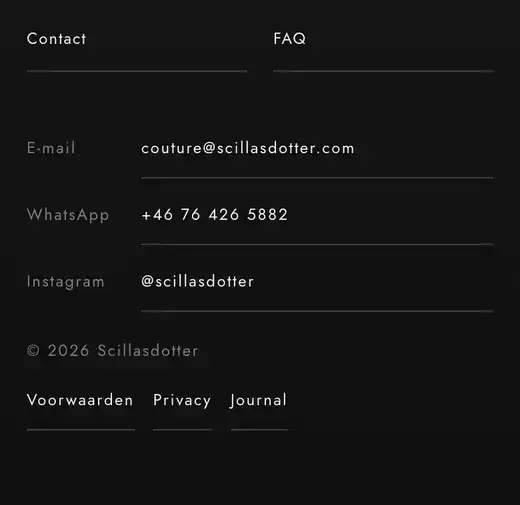 Contact FAQ
E-mail couture@scillasdotter.com
WhatsApp +46 76 426 5882
Instagram @scillasdotter
© 2026 Scillasdotter
Voorwaarden Privacy Journal